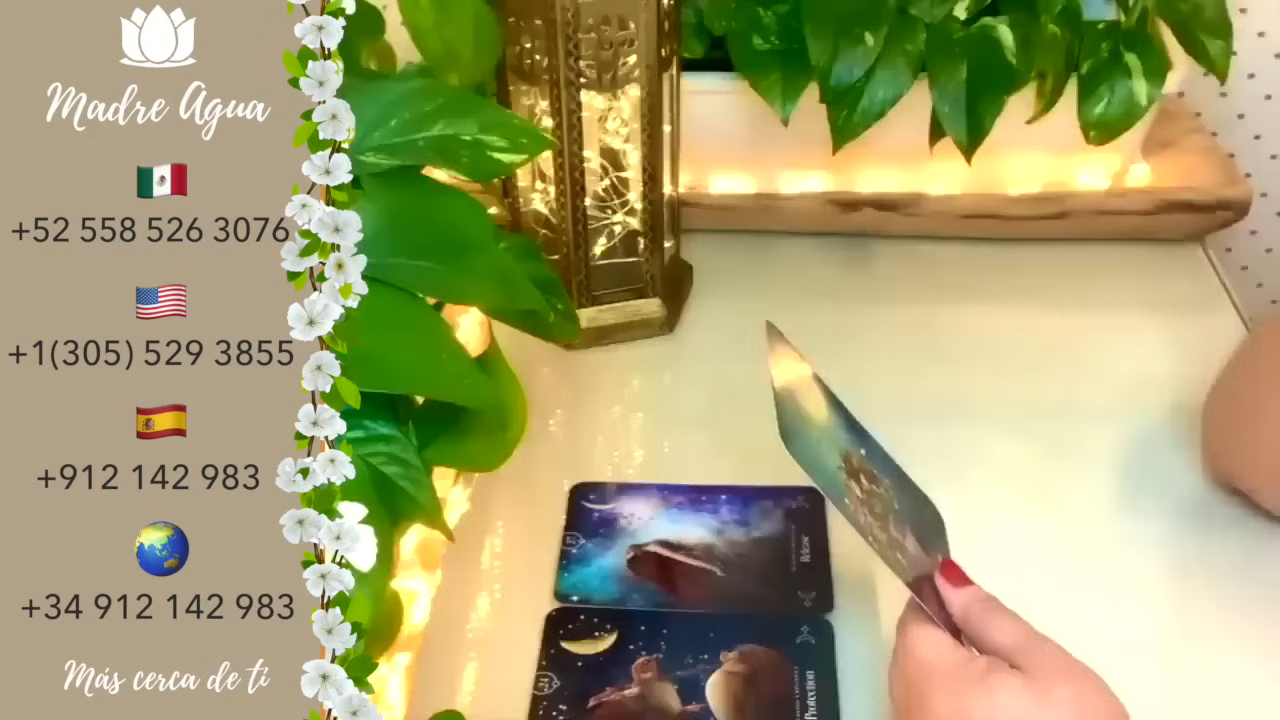 Madre Agua
+52 558 526 3076
+1(305) 529 3855
+912 142 983
+34 912 142 983
Más cerca de ti
Release
Protection